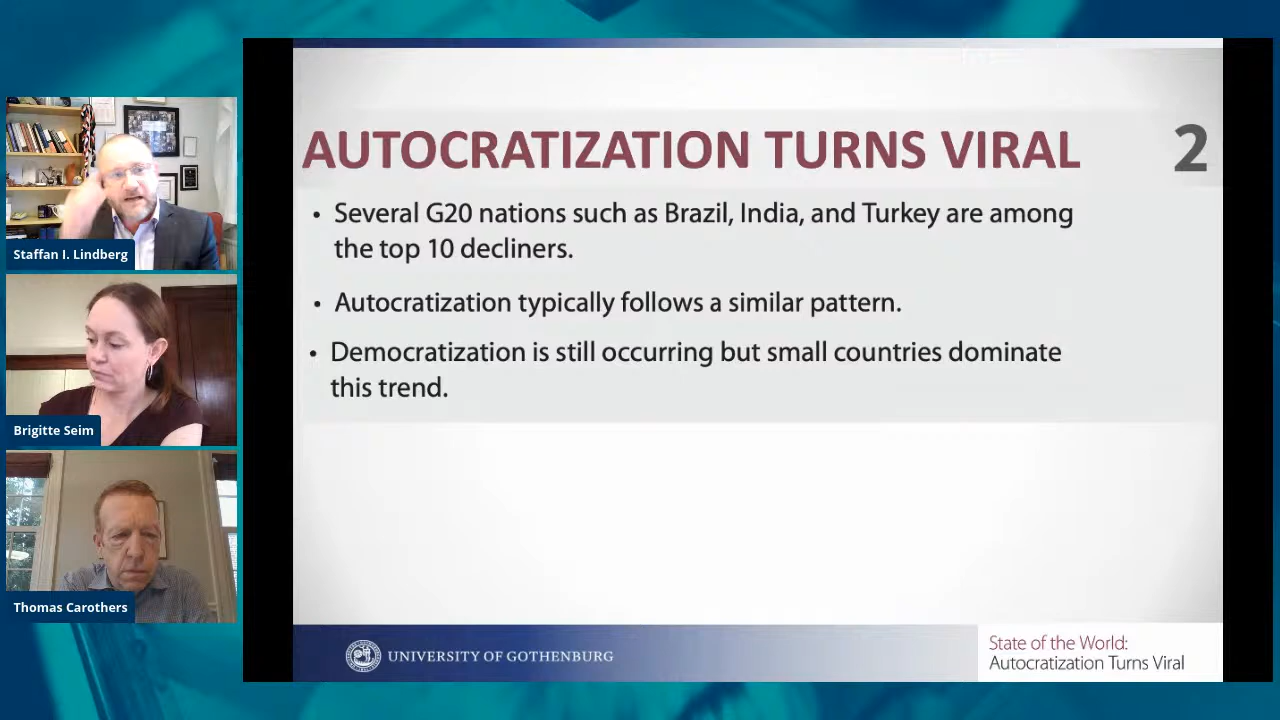 Staffan I. Lindberg
Brigitte Seim
Thomas Carothers
AUTOCRATIZATION TURNS VIRAL
2
• Several G20 nations such as Brazil, India, and Turkey are among
the top 10 decliners.
• Autocratization typically follows a similar pattern.
• Democratization is still occurring but small countries dominate
this trend.
UNIVERSITY OF GOTHENBURG
State of the World:
Autocratization Turns Viral